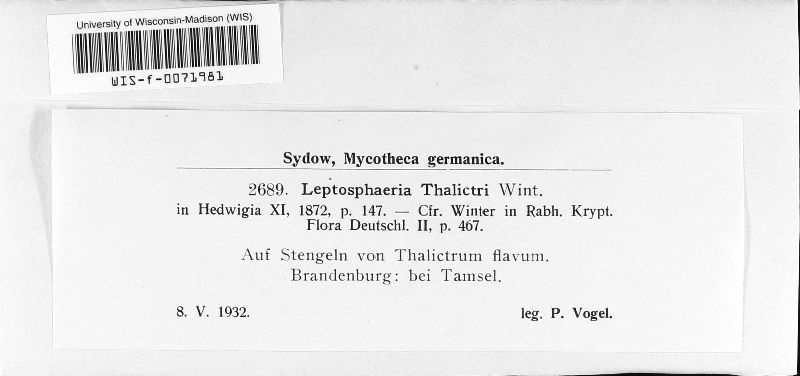 University of Wisconsin-Madison (WIS)
WIS-f-0071981
Sydow, Mycotheca germanica.
2689. Leptosphaeria Thalictri Wint.
in Hedwigia XI, 1872, p. 147. — Cfr. Winter in Rabh. Krypt.
Flora Deutschl. II, p. 467.
Auf Stengeln von Thalictrum flavum.
Brandenburg: bei Tamsel.
8. V. 1932. leg. P. Vogel.